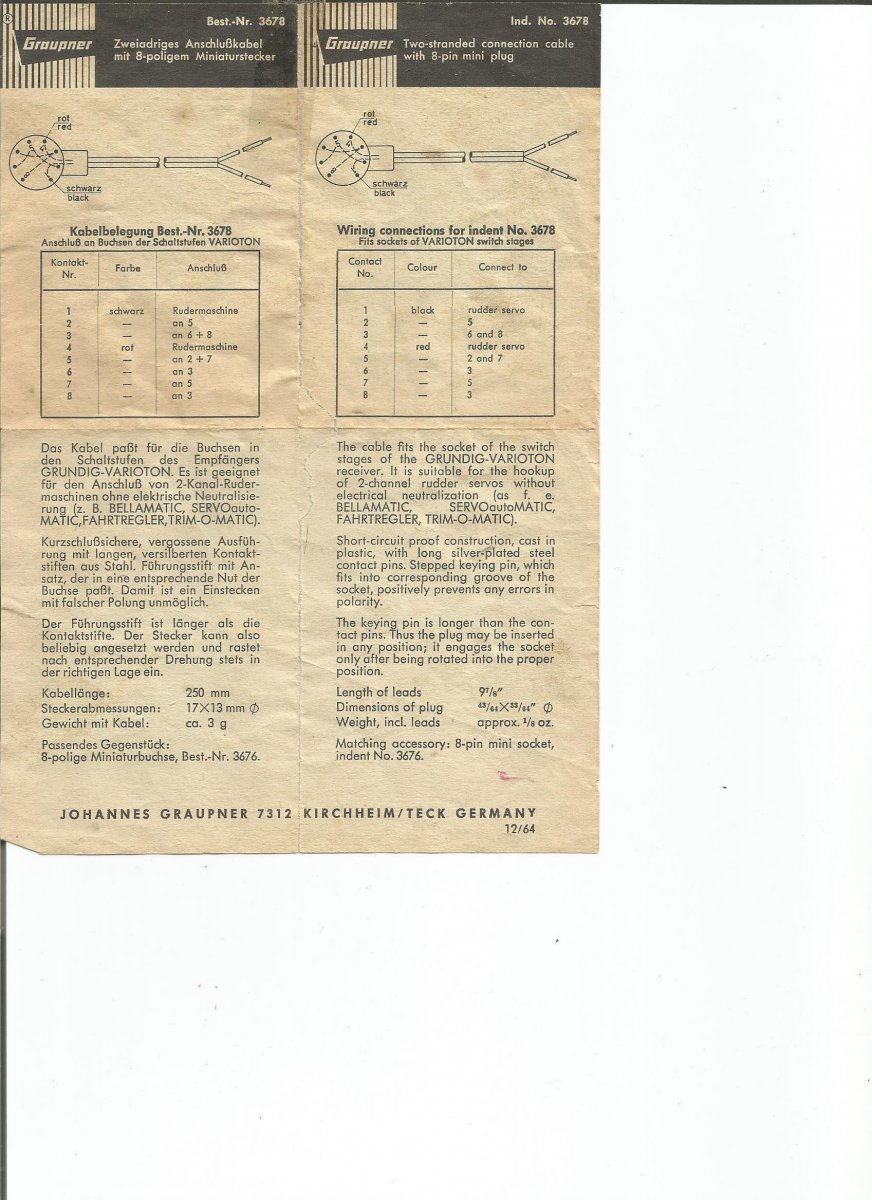 ®
Best.-Nr. 3678
Graupner
Zweiadriges Anschlußkabel
mit 8-poligem Miniaturstecker
rot
red
schwarz
black
Kabelbelegung Best.-Nr. 3678
Anschluß an Buchsen der Schaltstufen VARIOTON
Kontakt-Nr. Farbe Anschluß
1 schwarz Rudermaschine
2 — an 5
3 — an 6 + 8
4 rot Rudermaschine
5 — an 2 + 7
6 — an 3
7 — an 5
8 — an 3
Das Kabel paßt für die Buchsen in
den Schaltstufen des Empfängers
GRUNDIG-VARIOTON. Es ist geeignet
für den Anschluß von 2-Kanal-Ruder-
maschinen ohne elektrische Neutralisie-
rung (z. B. BELLAMATIC, SERVOauto-
MATIC,FAHRTREGLER,TRIM-O-MATIC).
Kurzschlußsichere, vergossene Ausfüh-
rung mit langen, versilberten Kontakt-
stiften aus Stahl. Führungsstift mit An-
satz, der in eine entsprechende Nut der
Buchse paßt. Damit ist ein Einstecken
mit falscher Polung unmöglich.
Der Führungsstift ist länger als die
Kontaktstifte. Der Stecker kann also
beliebig angesetzt werden und rastet
nach entsprechender Drehung stets in
der richtigen Lage ein.
Kabellänge: 250 mm
Steckerabmessungen: 17×13 mm Ø
Gewicht mit Kabel: ca. 3 g
Passendes Gegenstück:
8-polige Miniaturbuchse, Best.-Nr. 3676.
Ind. No. 3678
Graupner
Two-stranded connection cable
with 8-pin mini plug
rot
red
schwarz
black
Wiring connections for indent No. 3678
Fits sockets of VARIOTON switch stages
Contact No. Colour Connect to
1 black rudder servo
2 — 5
3 — 6 and 8
4 red rudder servo
5 — 2 and 7
6 — 3
7 — 5
8 — 3
The cable fits the socket of the switch
stages of the GRUNDIG-VARIOTON
receiver. It is suitable for the hookup
of 2-channel rudder servos without
electrical neutralization (as f. e.
BELLAMATIC, SERVOautoMATIC,
FAHRTREGLER, TRIM-O-MATIC).
Short-circuit proof construction, cast in
plastic, with long silver-plated steel
contact pins. Stepped keying pin, which
fits into corresponding groove of the
socket, positively prevents any errors in
polarity.
The keying pin is longer than the con-
tact pins. Thus the plug may be inserted
in any position; it engages the socket
only after being rotated into the proper
position.
Length of leads 9⁷/₈″
Dimensions of plug ⁴³/₆₄×³³/₆₄″ Ø
Weight, incl. leads approx. ¹/₈ oz.
Matching accessory: 8-pin mini socket,
indent No. 3676.
JOHANNES GRAUPNER 7312 KIRCHHEIM/TECK GERMANY
12/64